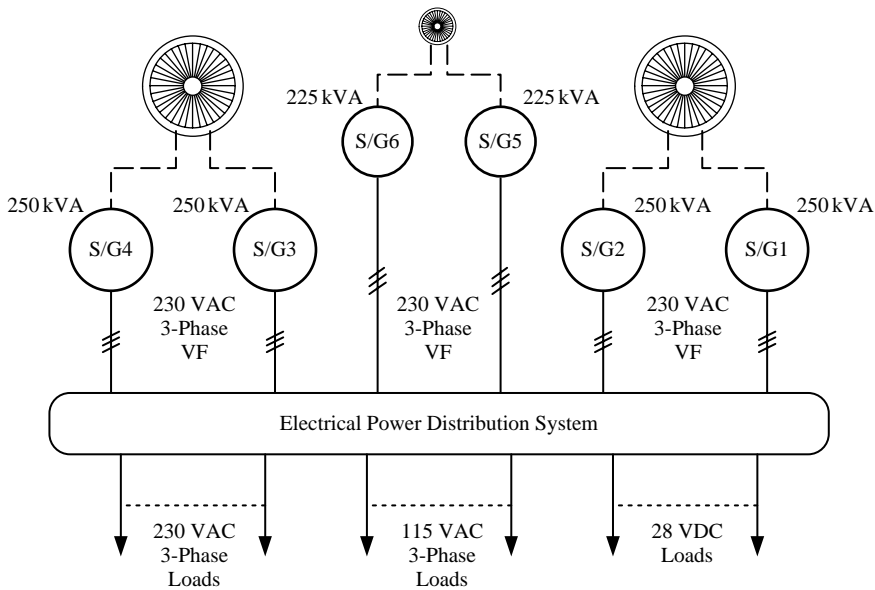 225 kVA
225 kVA
S/G6
S/G5
250 kVA
250 kVA
250 kVA
250 kVA
S/G4
S/G3
S/G2
S/G1
230 VAC
3-Phase
VF
230 VAC
3-Phase
VF
230 VAC
3-Phase
VF
Electrical Power Distribution System
230 VAC
3-Phase
Loads
115 VAC
3-Phase
Loads
28 VDC
Loads